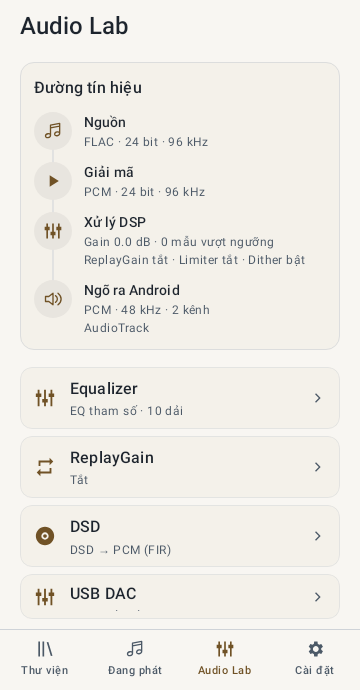 Audio Lab
Đường tín hiệu
Nguồn
FLAC · 24 bit · 96 kHz
Giải mã
PCM · 24 bit · 96 kHz
Xử lý DSP
Gain 0.0 dB · 0 mẫu vượt ngưỡng
ReplayGain tắt · Limiter tắt · Dither bật
Ngõ ra Android
PCM · 48 kHz · 2 kênh
AudioTrack
Equalizer
EQ tham số · 10 dải
ReplayGain
Tắt
DSD
DSD → PCM (FIR)
USB DAC
Thư viện
Đang phát
Audio Lab
Cài đặt